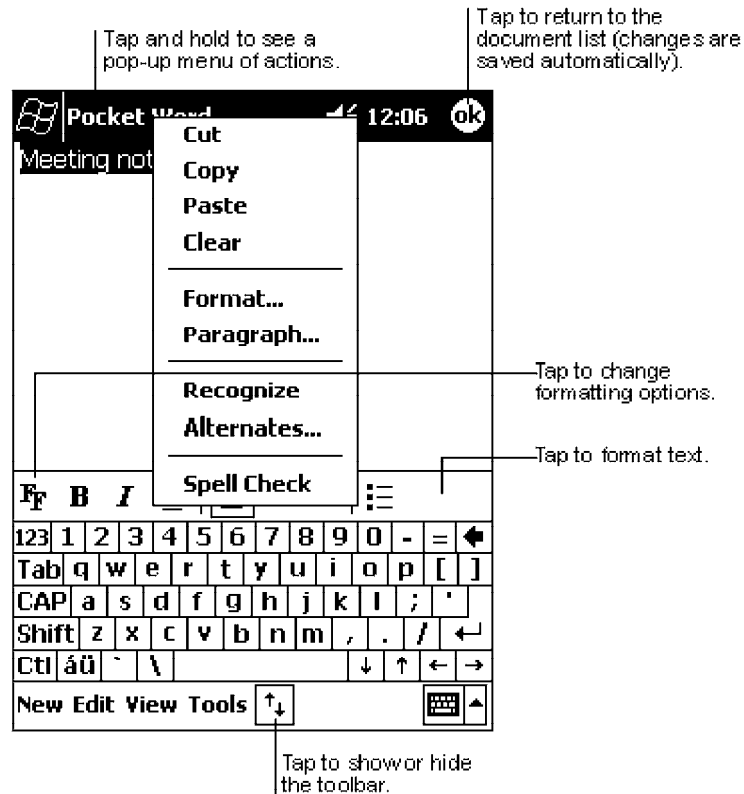 Tap to return to the
document list (changes are
saved automatically).
Tap and hold to see a
pop-up menu of actions.
Pocket Word 12:06 ok
Meeting not
Cut
Copy
Paste
Clear
Format...
Paragraph...
Recognize
Alternates...
Spell Check
Tap to change
formatting options.
Tap to format text.
FF B I
123 1 2 3 4 5 6 7 8 9 0 - =
Tab q w e r t y u i o p [ ]
CAP a s d f g h j k l ; '
Shift z x c v b n m , . /
Ctl áü ` \ ↓ ↑ ← →
New Edit View Tools
Tap to show or hide
the toolbar.